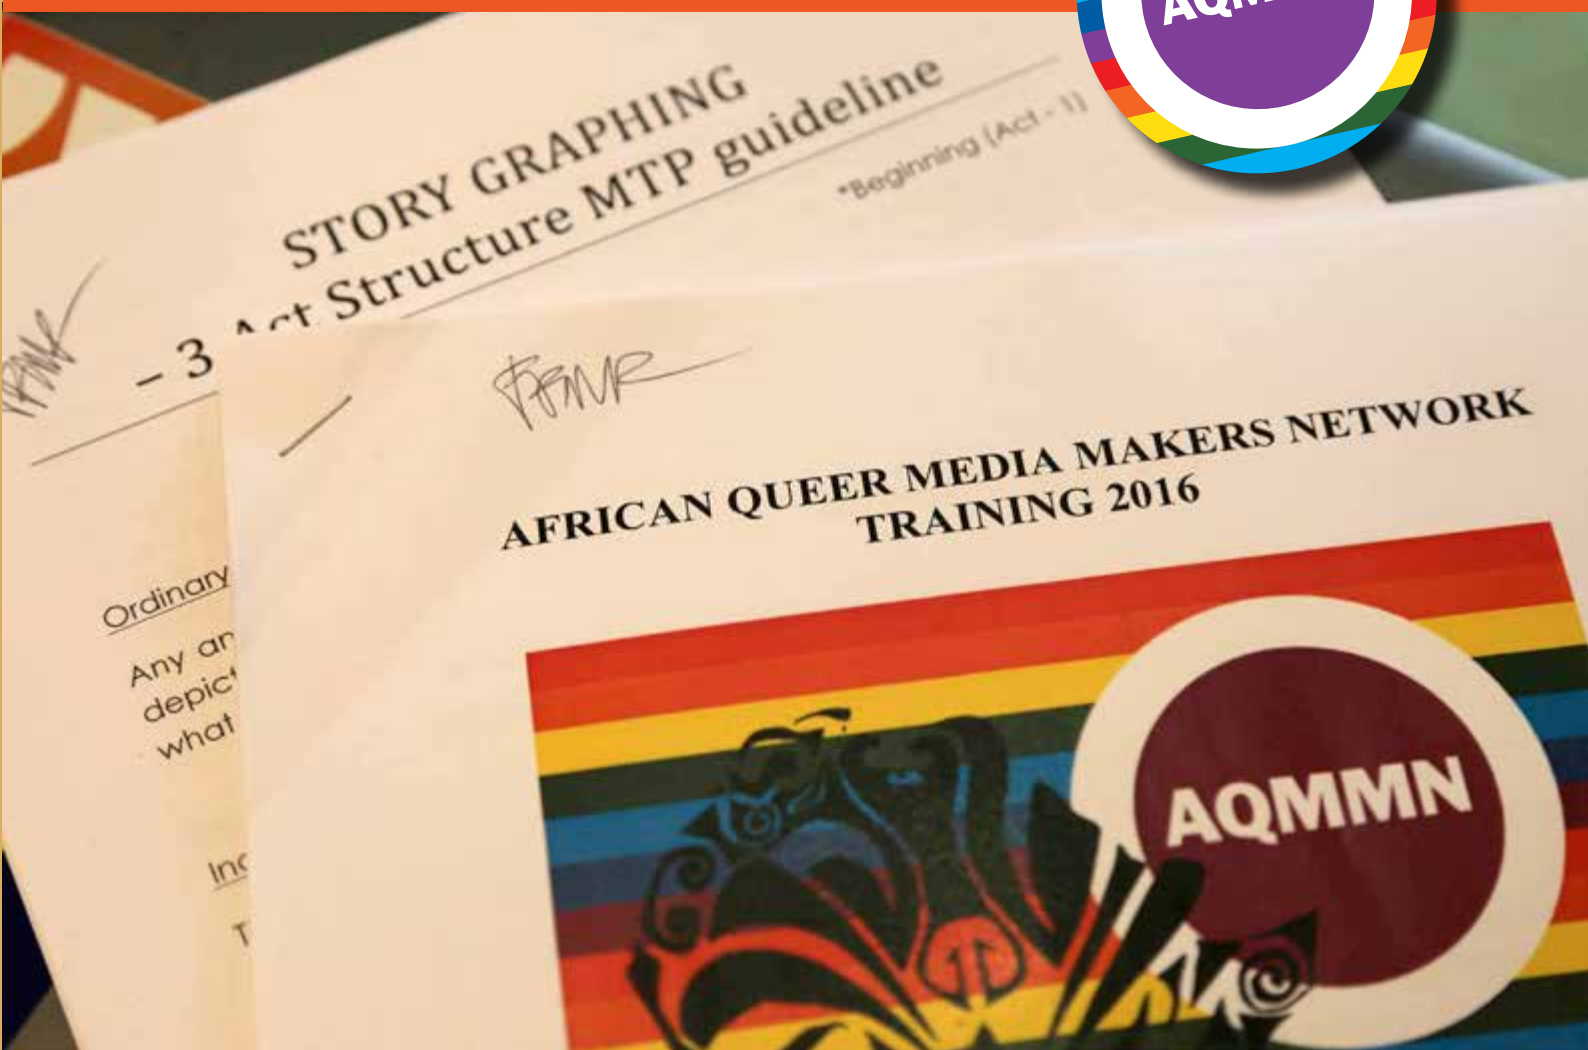 AQM
STORY GRAPHING
– 3 Act Structure MTP guideline
*Beginning (Act - 1)
AFRICAN QUEER MEDIA MAKERS NETWORK
TRAINING 2016
Ordinary
Any
depict
what
AQMMN